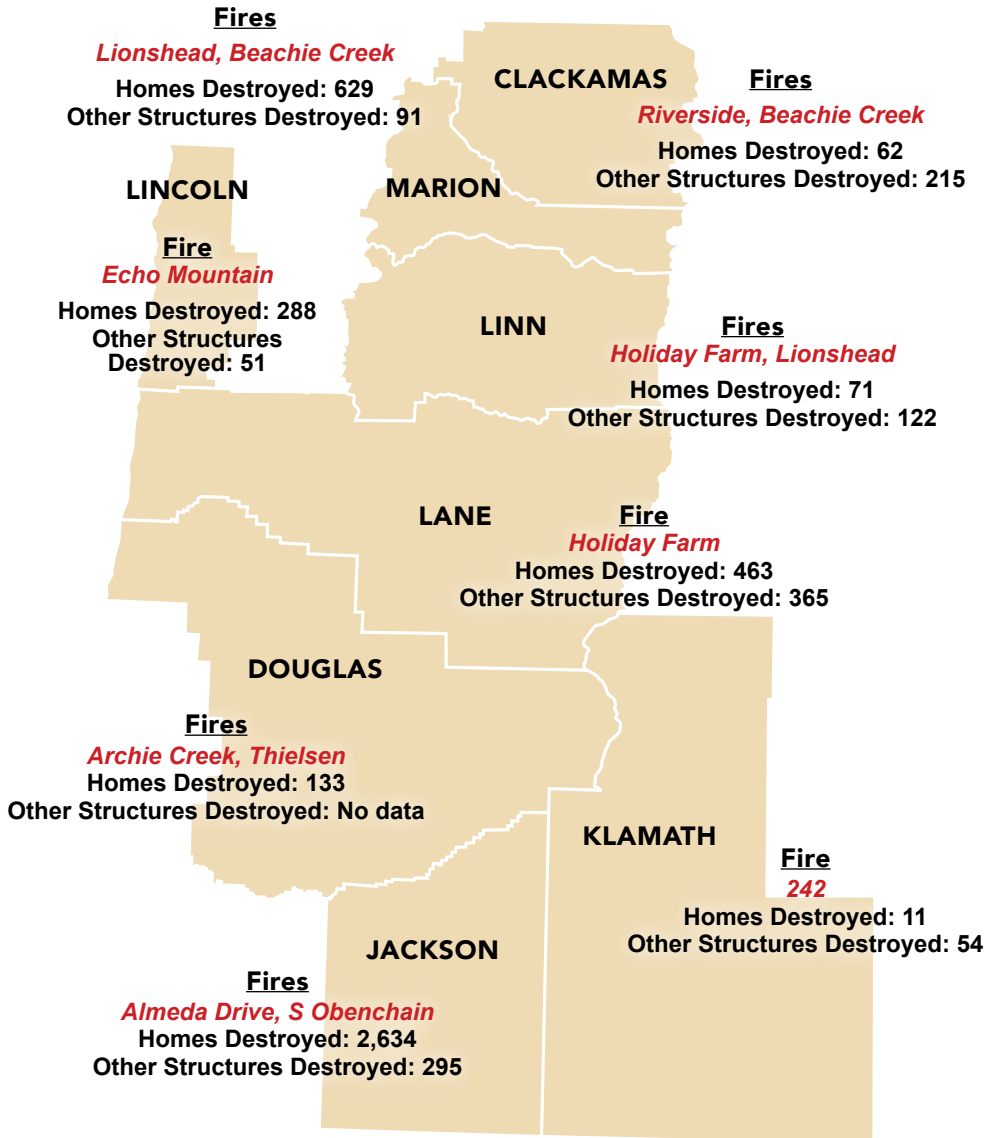 Fires
Lionshead, Beachie Creek
Homes Destroyed: 629
Other Structures Destroyed: 91
CLACKAMAS
Fires
Riverside, Beachie Creek
Homes Destroyed: 62
Other Structures Destroyed: 215
MARION
LINCOLN
Fire
Echo Mountain
Homes Destroyed: 288
Other Structures
Destroyed: 51
LINN
Fires
Holiday Farm, Lionshead
Homes Destroyed: 71
Other Structures Destroyed: 122
LANE
Fire
Holiday Farm
Homes Destroyed: 463
Other Structures Destroyed: 365
DOUGLAS
Fires
Archie Creek, Thielsen
Homes Destroyed: 133
Other Structures Destroyed: No data
KLAMATH
Fire
242
Homes Destroyed: 11
Other Structures Destroyed: 54
JACKSON
Fires
Almeda Drive, S Obenchain
Homes Destroyed: 2,634
Other Structures Destroyed: 295